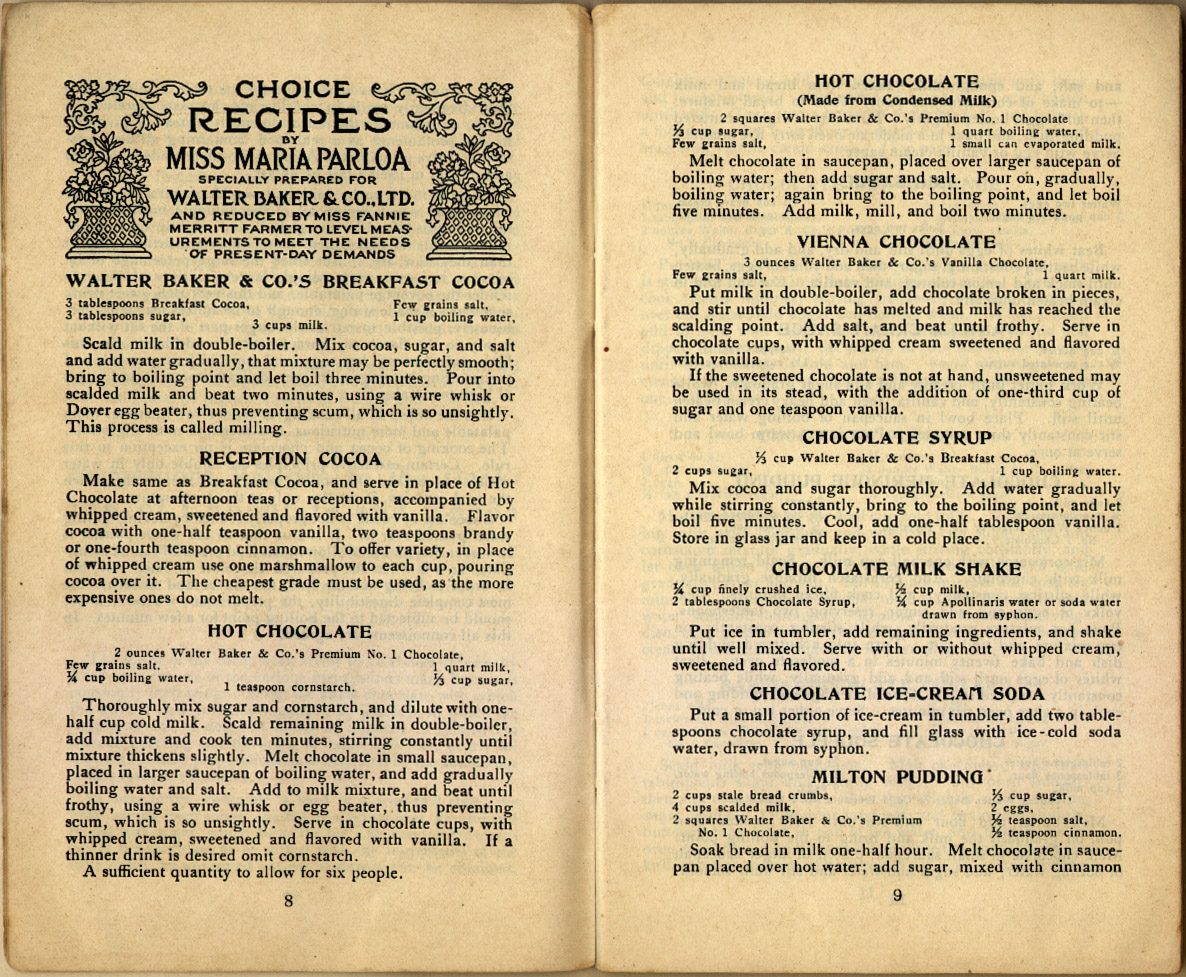 CHOICE
RECIPES
BY
MISS MARIA PARLOA
SPECIALLY PREPARED FOR
WALTER BAKER & CO., LTD.
AND REDUCED BY MISS FANNIE
MERRITT FARMER TO LEVEL MEAS-
UREMENTS TO MEET THE NEEDS
OF PRESENT-DAY DEMANDS
WALTER BAKER & CO.'S BREAKFAST COCOA
3 tablespoons Breakfast Cocoa, Few grains salt,
3 tablespoons sugar, 1 cup boiling water,
3 cups milk.
Scald milk in double-boiler. Mix cocoa, sugar, and salt
and add water gradually, that mixture may be perfectly smooth;
bring to boiling point and let boil three minutes. Pour into
scalded milk and beat two minutes, using a wire whisk or
Dover egg beater, thus preventing scum, which is so unsightly.
This process is called milling.
RECEPTION COCOA
Make same as Breakfast Cocoa, and serve in place of Hot
Chocolate at afternoon teas or receptions, accompanied by
whipped cream, sweetened and flavored with vanilla. Flavor
cocoa with one-half teaspoon vanilla, two teaspoons brandy
or one-fourth teaspoon cinnamon. To offer variety, in place
of whipped cream use one marshmallow to each cup, pouring
cocoa over it. The cheapest grade must be used, as the more
expensive ones do not melt.
HOT CHOCOLATE
2 ounces Walter Baker & Co.'s Premium No. 1 Chocolate,
Few grains salt, 1 quart milk,
¼ cup boiling water, ⅓ cup sugar,
1 teaspoon cornstarch.
Thoroughly mix sugar and cornstarch, and dilute with one-
half cup cold milk. Scald remaining milk in double-boiler,
add mixture and cook ten minutes, stirring constantly until
mixture thickens slightly. Melt chocolate in small saucepan,
placed in larger saucepan of boiling water, and add gradually
boiling water and salt. Add to milk mixture, and beat until
frothy, using a wire whisk or egg beater, thus preventing
scum, which is so unsightly. Serve in chocolate cups, with
whipped cream, sweetened and flavored with vanilla. If a
thinner drink is desired omit cornstarch.
A sufficient quantity to allow for six people.
8
HOT CHOCOLATE
(Made from Condensed Milk)
2 squares Walter Baker & Co.'s Premium No. 1 Chocolate
⅓ cup sugar, 1 quart boiling water,
Few grains salt, 1 small can evaporated milk.
Melt chocolate in saucepan, placed over larger saucepan of
boiling water; then add sugar and salt. Pour on, gradually,
boiling water; again bring to the boiling point, and let boil
five minutes. Add milk, mill, and boil two minutes.
VIENNA CHOCOLATE
3 ounces Walter Baker & Co.'s Vanilla Chocolate,
Few grains salt, 1 quart milk.
Put milk in double-boiler, add chocolate broken in pieces,
and stir until chocolate has melted and milk has reached the
scalding point. Add salt, and beat until frothy. Serve in
chocolate cups, with whipped cream sweetened and flavored
with vanilla.
If the sweetened chocolate is not at hand, unsweetened may
be used in its stead, with the addition of one-third cup of
sugar and one teaspoon vanilla.
CHOCOLATE SYRUP
⅓ cup Walter Baker & Co.'s Breakfast Cocoa,
2 cups sugar, 1 cup boiling water.
Mix cocoa and sugar thoroughly. Add water gradually
while stirring constantly, bring to the boiling point, and let
boil five minutes. Cool, add one-half tablespoon vanilla.
Store in glass jar and keep in a cold place.
CHOCOLATE MILK SHAKE
¼ cup finely crushed ice, ½ cup milk,
2 tablespoons Chocolate Syrup, ¼ cup Apollinaris water or soda water
drawn from syphon.
Put ice in tumbler, add remaining ingredients, and shake
until well mixed. Serve with or without whipped cream,
sweetened and flavored.
CHOCOLATE ICE-CREAM SODA
Put a small portion of ice-cream in tumbler, add two table-
spoons chocolate syrup, and fill glass with ice-cold soda
water, drawn from syphon.
MILTON PUDDING
2 cups stale bread crumbs, ⅓ cup sugar,
4 cups scalded milk, 2 eggs,
2 squares Walter Baker & Co.'s Premium ½ teaspoon salt,
No. 1 Chocolate, ½ teaspoon cinnamon.
Soak bread in milk one-half hour. Melt chocolate in sauce-
pan placed over hot water; add sugar, mixed with cinnamon
9